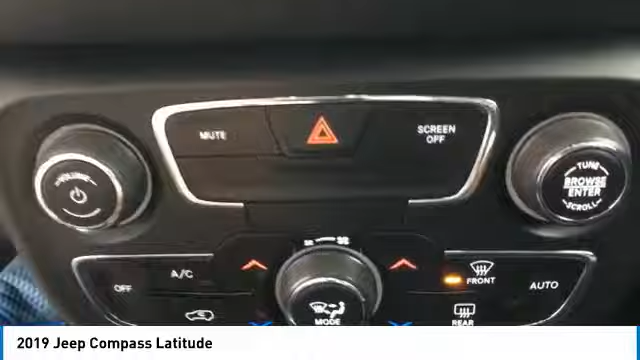 MUTE
SCREEN
OFF
VOLUME
TUNE
BROWSE
ENTER
SCROLL
A/C
OFF
FRONT
AUTO
MODE
REAR
2019 Jeep Compass Latitude